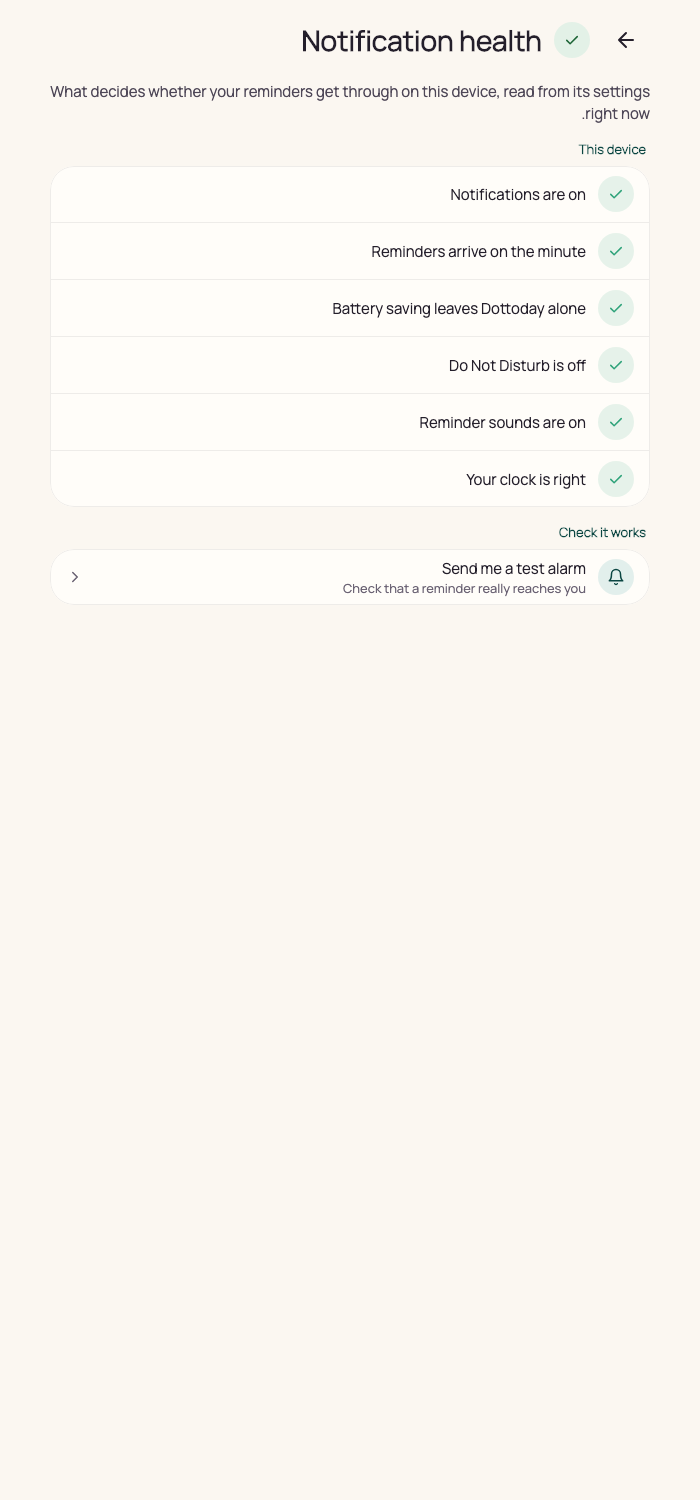 Notification health
What decides whether your reminders get through on this device, read from its settings
.right now
This device
Notifications are on
Reminders arrive on the minute
Battery saving leaves Dottoday alone
Do Not Disturb is off
Reminder sounds are on
Your clock is right
Check it works
Send me a test alarm
Check that a reminder really reaches you